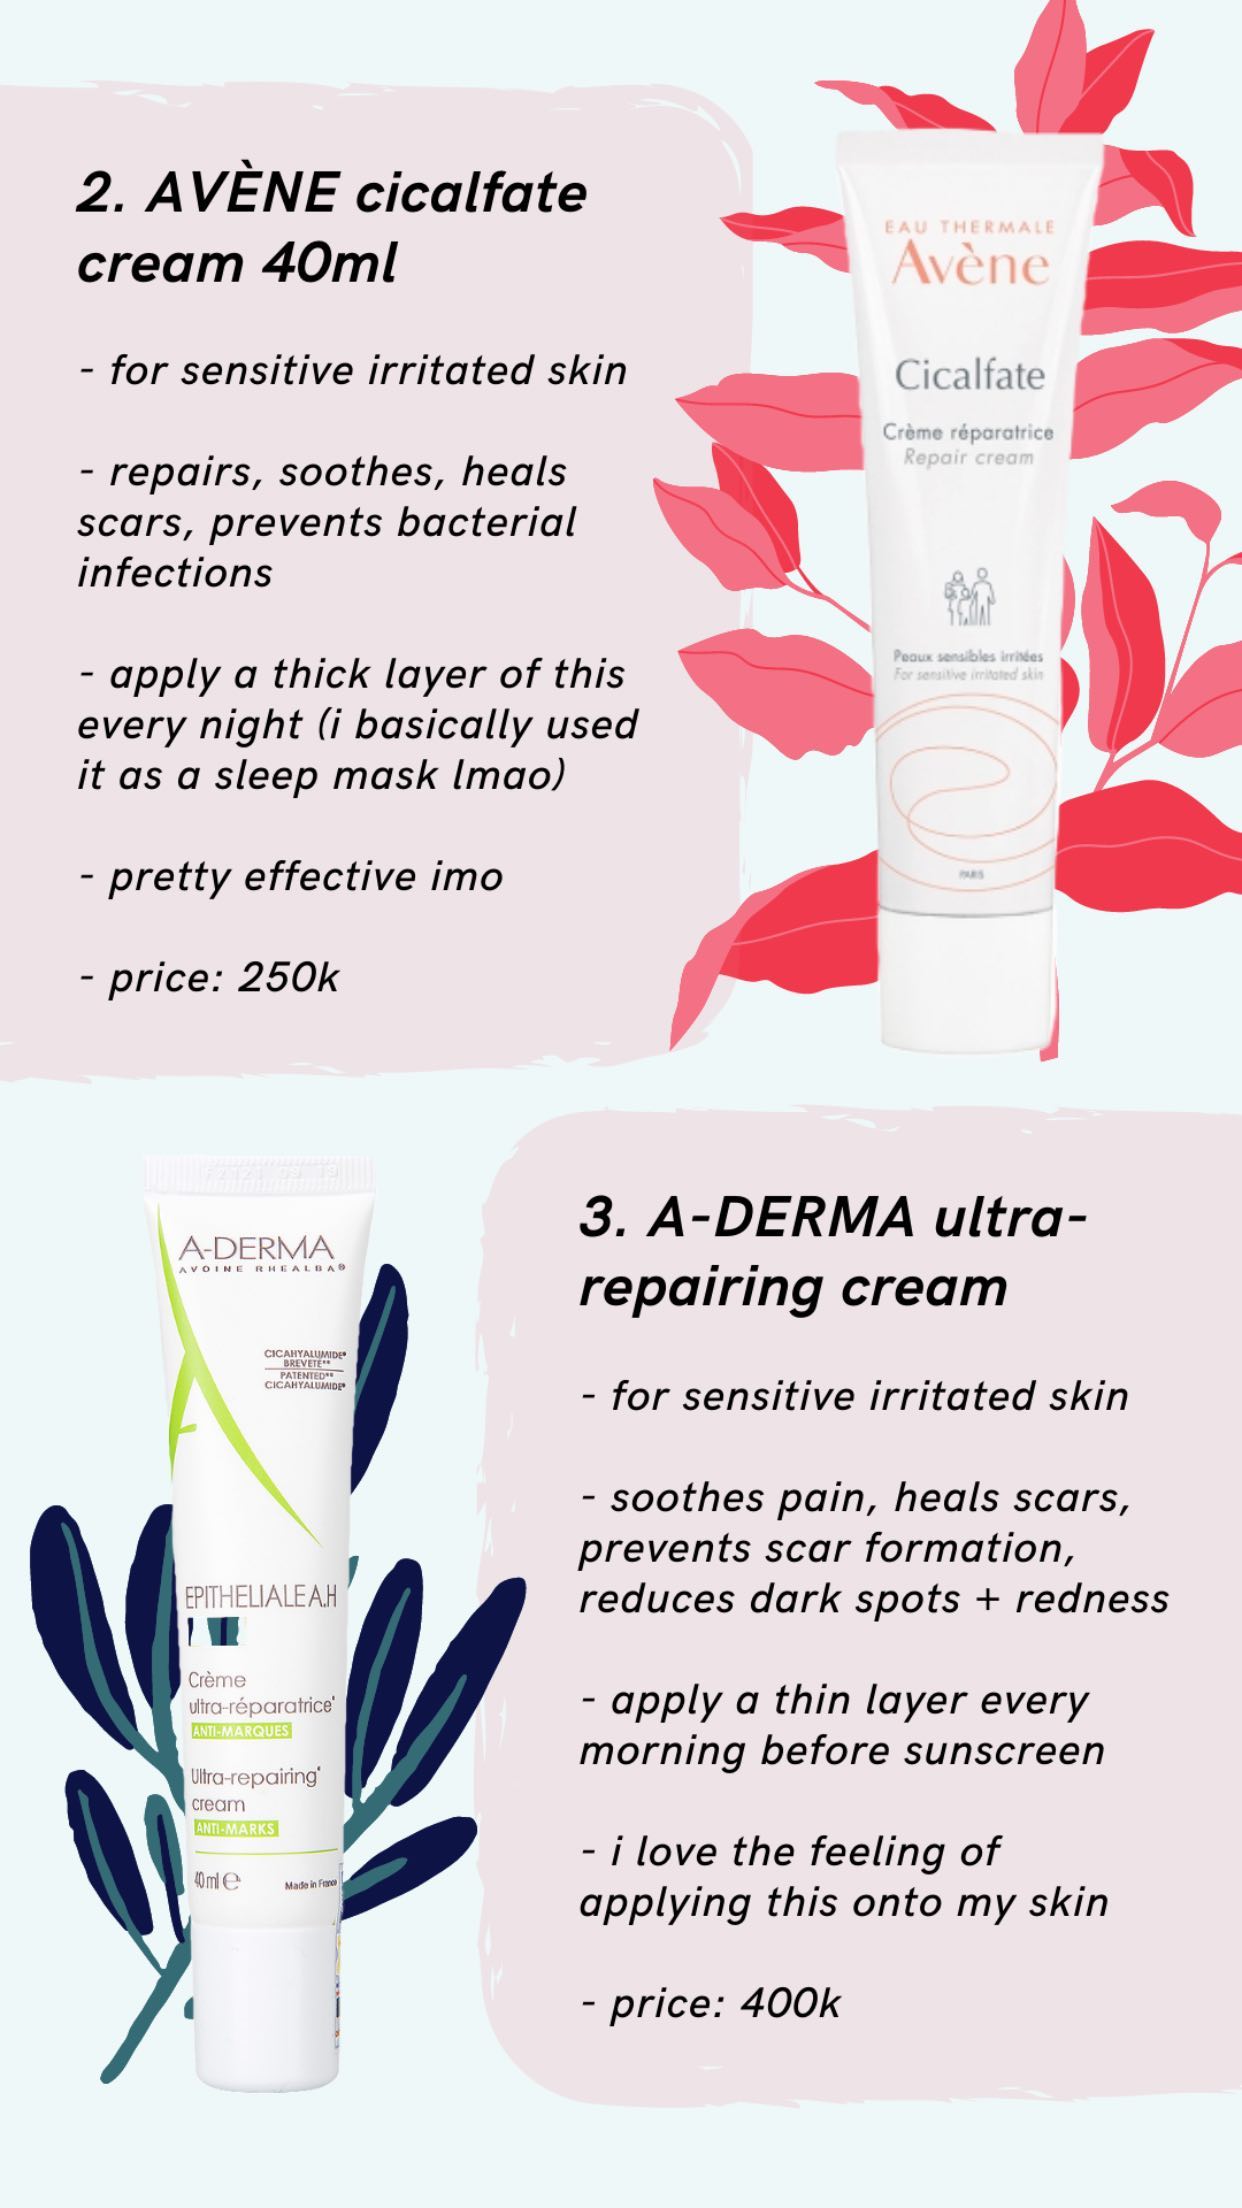 2. AVÈNE cicalfate
cream 40ml
- for sensitive irritated skin
- repairs, soothes, heals
scars, prevents bacterial
infections
- apply a thick layer of this
every night (i basically used
it as a sleep mask lmao)
- pretty effective imo
- price: 250k
EAU THERMALE
Avène
Cicalfate
Crème réparatrice
Repair cream
Peaux sensibles irritées
For sensitive irritated skin
PARIS
A-DERMA
AVOINE RHEALBA®
CICAHYALUMIDE®
BREVETÉ**
PATENTED**
CICAHYALUMIDE®
EPITHELIALE A.H
Crème
ultra-réparatrice*
ANTI-MARQUES
Ultra-repairing*
cream
ANTI-MARKS
40 ml e
Made in France
3. A-DERMA ultra-
repairing cream
- for sensitive irritated skin
- soothes pain, heals scars,
prevents scar formation,
reduces dark spots + redness
- apply a thin layer every
morning before sunscreen
- i love the feeling of
applying this onto my skin
- price: 400k